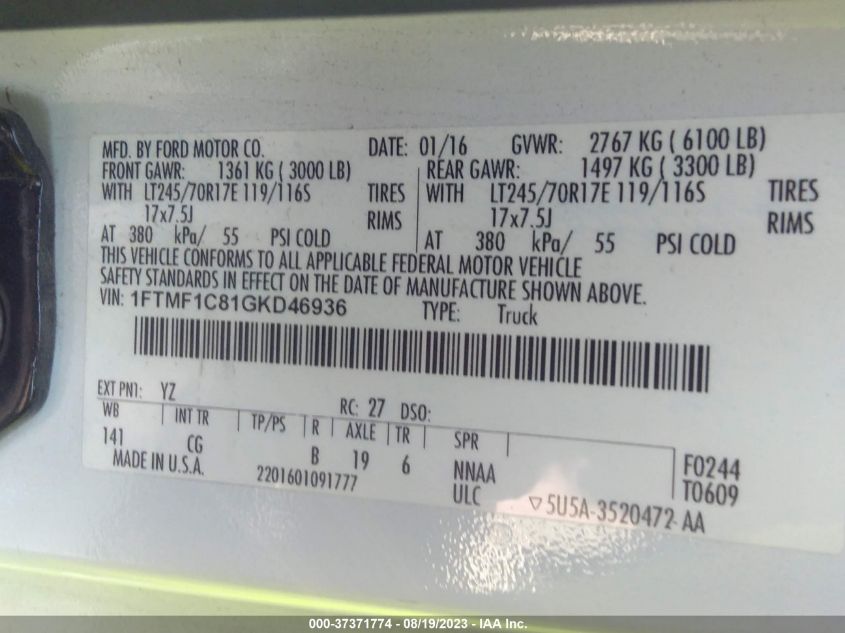 MFD. BY FORD MOTOR CO. DATE: 01/16 GVWR: 2767 KG ( 6100 LB)
FRONT GAWR: 1361 KG ( 3000 LB) REAR GAWR: 1497 KG ( 3300 LB)
WITH LT245/70R17E 119/116S TIRES WITH LT245/70R17E 119/116S TIRES
17x7.5J RIMS 17x7.5J RIMS
AT 380 kPa/ 55 PSI COLD AT 380 kPa/ 55 PSI COLD
THIS VEHICLE CONFORMS TO ALL APPLICABLE FEDERAL MOTOR VEHICLE
SAFETY STANDARDS IN EFFECT ON THE DATE OF MANUFACTURE SHOWN ABOVE.
VIN: 1FTMF1C81GKD46936 TYPE: Truck
EXT PNT: YZ RC: 27 DSO:
WB INT TR TP/PS R AXLE TR SPR
141 CG B 19 6 NNAA F0244
MADE IN U.S.A. 2201601091777 ULC T0609
▽5U5A-3520472-AA
000-37371774 - 08/19/2023 - IAA Inc.